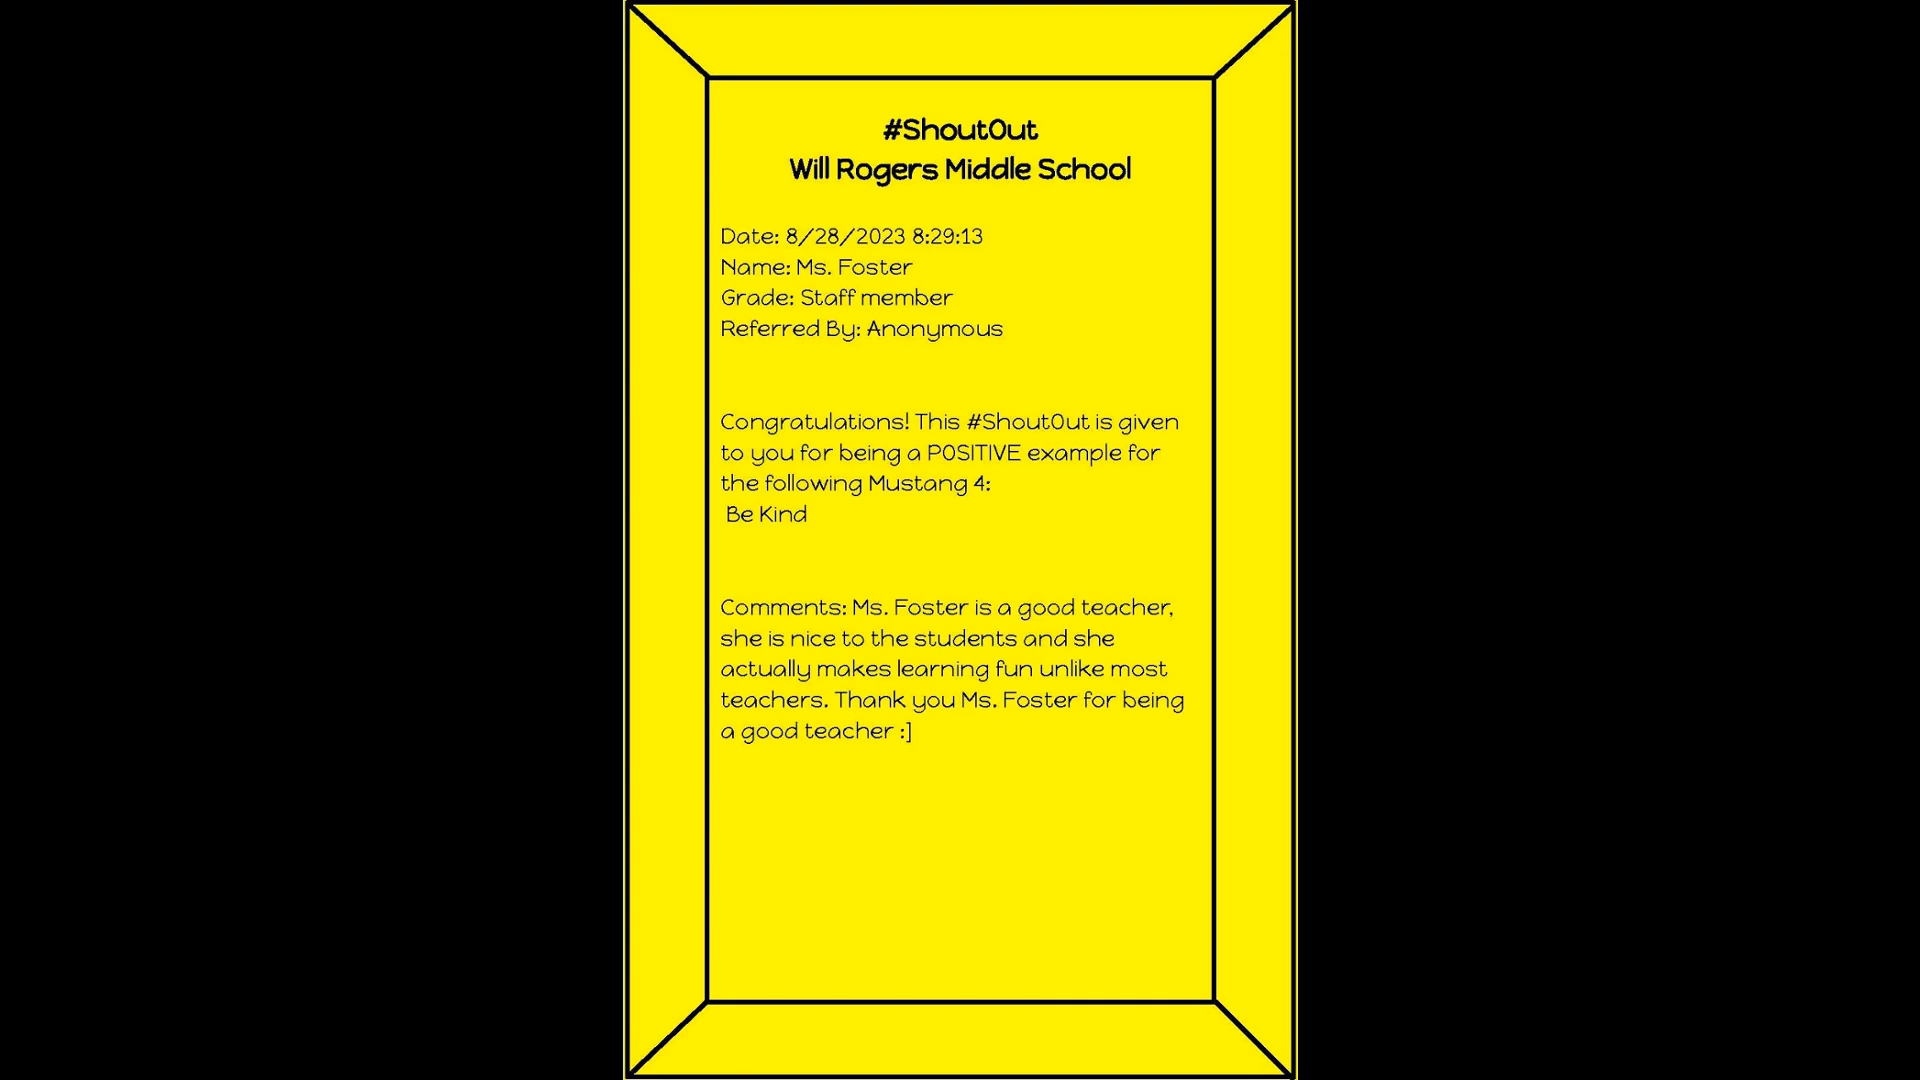 #ShoutOut
Will Rogers Middle School
Date: 8/28/2023 8:29:13
Name: Ms. Foster
Grade: Staff member
Referred By: Anonymous
Congratulations! This #ShoutOut is given
to you for being a POSITIVE example for
the following Mustang 4:
Be Kind
Comments: Ms. Foster is a good teacher,
she is nice to the students and she
actually makes learning fun unlike most
teachers. Thank you Ms. Foster for being
a good teacher :]